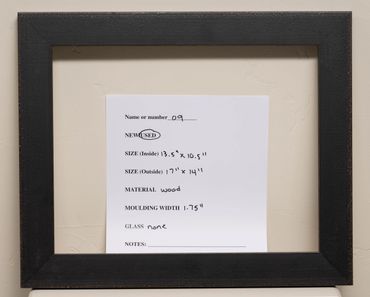 Name or number 09
NEW/USED
SIZE (Inside) 13.5" x 10.5"
SIZE (Outside) 17" x 14"
MATERIAL wood
MOULDING WIDTH 1.75"
GLASS none
NOTES: